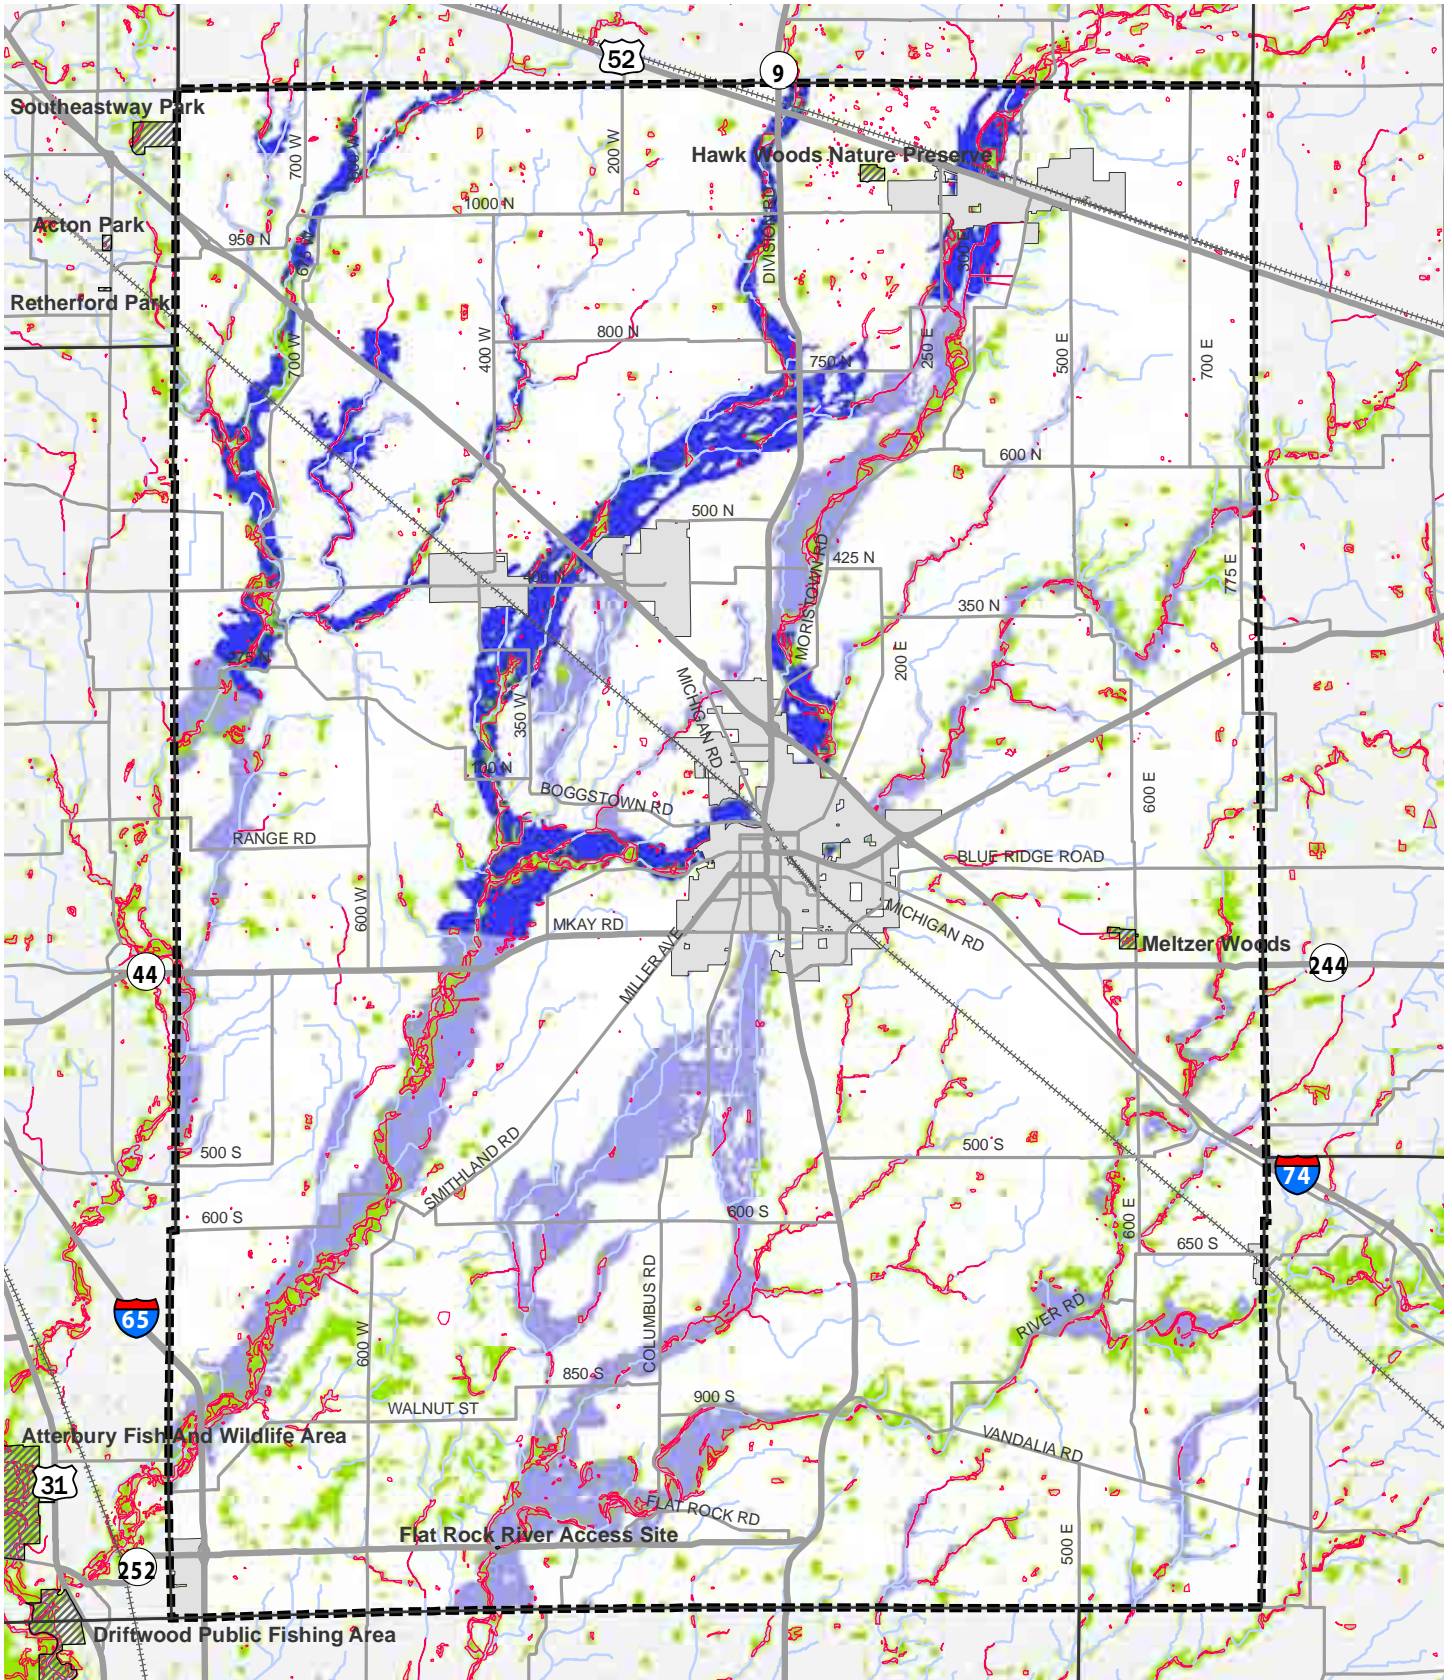 52
9
Southeastway Park
700 W
200 W
Hawk Woods Nature Preserve
1000 N
DIVISION RD
Acton Park
950 N
675 W
300 E
Retherford Park
700 W
400 W
800 N
750 N
250 E
500 E
700 E
600 N
500 N
MORISTOWN RD
425 N
400 N
775 E
350 N
200 E
275 N
MICHIGAN RD
350 W
100 N
BOGGSTOWN RD
600 E
RANGE RD
BLUE RIDGE ROAD
600 W
MKAY RD
MICHIGAN RD
MILLER AVE
Meltzer Woods
44
244
500 S
SMITHLAND RD
500 S
74
600 S
600 S
600 E
650 S
COLUMBUS RD
65
600 W
RIVER RD
850 S
900 S
WALNUT ST
VANDALIA RD
Atterbury Fish And Wildlife Area
31
FLAT ROCK RD
Flat Rock River Access Site
500 E
252
Driftwood Public Fishing Area